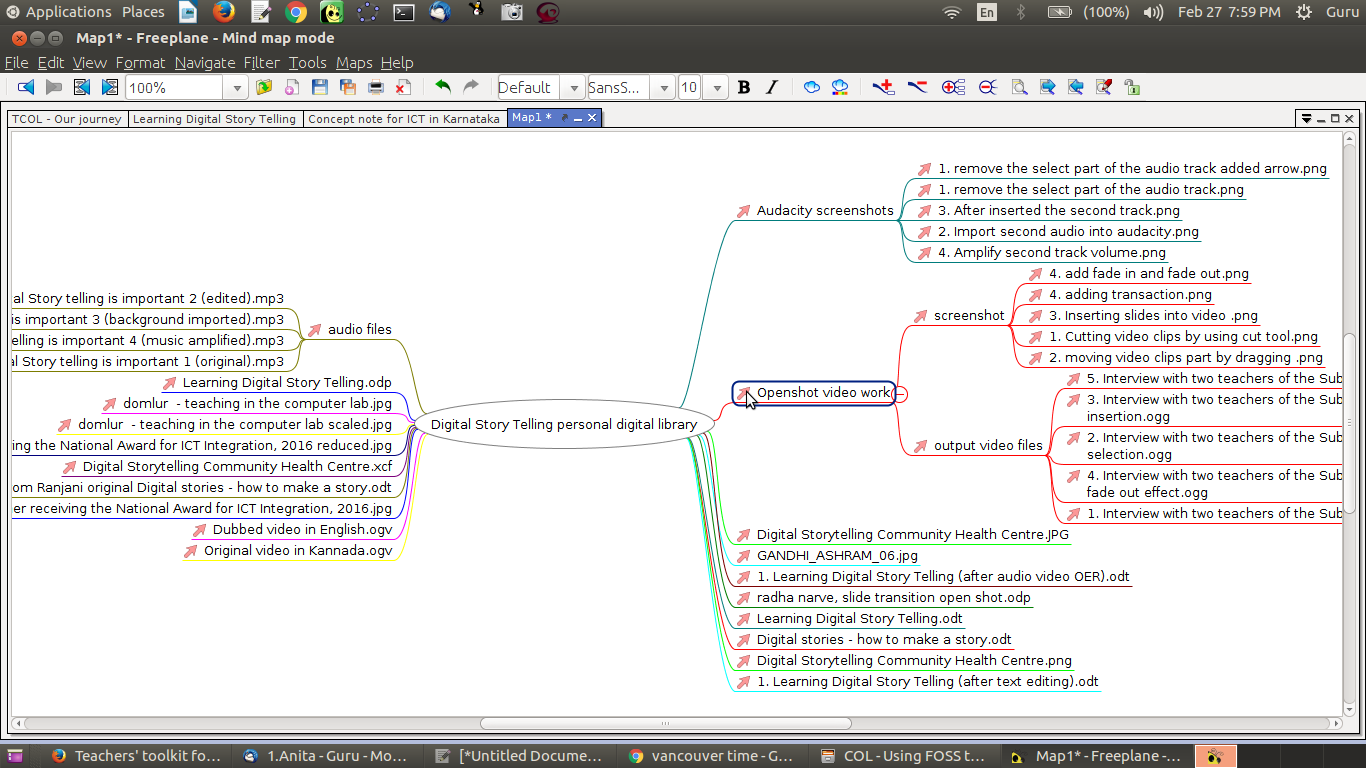 Applications Places En (100%) Feb 27 7:59 PM Guru
Map1* - Freeplane - Mind map mode
File Edit View Format Navigate Filter Tools Maps Help
100% Default SansS... 10 B I
TCOL - Our journey Learning Digital Story Telling Concept note for ICT in Karnataka Map1 *
al Story telling is important 2 (edited).mp3
is important 3 (background imported).mp3
elling is important 4 (music amplified).mp3
al Story telling is important 1 (original).mp3
audio files
Learning Digital Story Telling.odp
domlur - teaching in the computer lab.jpg
domlur - teaching in the computer lab scaled.jpg
ing the National Award for ICT Integration, 2016 reduced.jpg
Digital Storytelling Community Health Centre.xcf
om Ranjani original Digital stories - how to make a story.odt
er receiving the National Award for ICT Integration, 2016.jpg
Dubbed video in English.ogv
Original video in Kannada.ogv
Digital Story Telling personal digital library
Audacity screenshots
1. remove the select part of the audio track added arrow.png
1. remove the select part of the audio track.png
3. After inserted the second track.png
2. Import second audio into audacity.png
4. Amplify second track volume.png
Openshot video work
screenshot
4. add fade in and fade out.png
4. adding transaction.png
3. Inserting slides into video .png
1. Cutting video clips by using cut tool.png
2. moving video clips part by dragging .png
output video files
5. Interview with two teachers of the Sub
3. Interview with two teachers of the Sub
insertion.ogg
2. Interview with two teachers of the Sub
selection.ogg
4. Interview with two teachers of the Sub
fade out effect.ogg
1. Interview with two teachers of the Sub
Digital Storytelling Community Health Centre.JPG
GANDHI_ASHRAM_06.jpg
1. Learning Digital Story Telling (after audio video OER).odt
radha narve, slide transition open shot.odp
Learning Digital Story Telling.odt
Digital stories - how to make a story.odt
Digital Storytelling Community Health Centre.png
1. Learning Digital Story Telling (after text editing).odt
Teachers' toolkit fo... 1.Anita - Guru - Mo... [*Untitled Docume... vancouver time - G... COL - Using FOSS t... Map1* - Freeplane -...